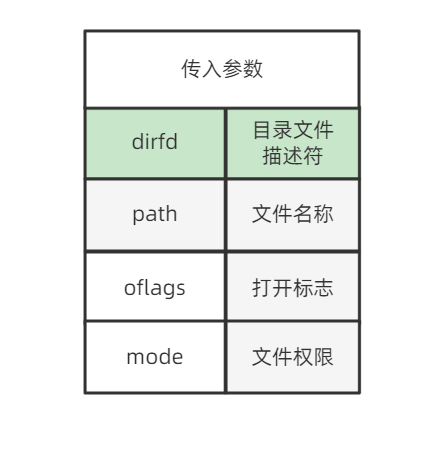 传入参数
dirfd
目录文件
描述符
path
文件名称
oflags
打开标志
mode
文件权限